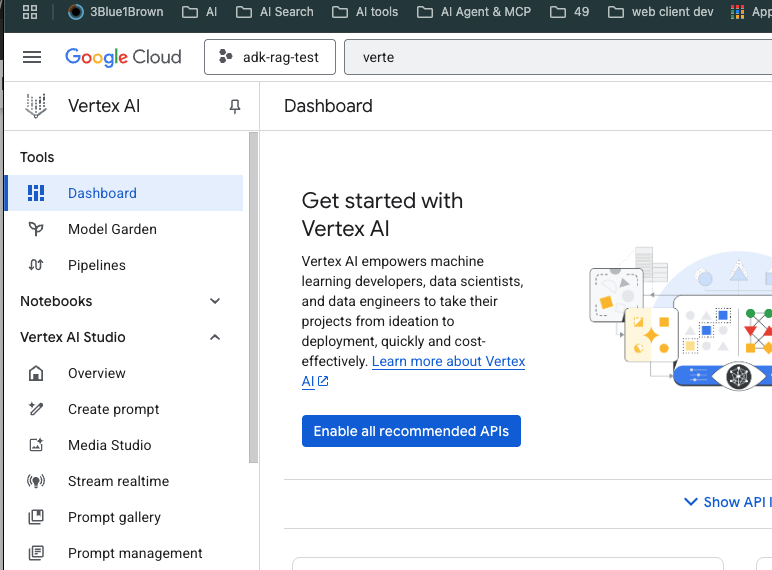 3Blue1Brown
AI
AI Search
AI tools
AI Agent & MCP
49
web client dev
Google Cloud
adk-rag-test
verte
Vertex AI
Dashboard
Tools
Dashboard
Model Garden
Pipelines
Notebooks
Vertex AI Studio
Overview
Create prompt
Media Studio
Stream realtime
Prompt gallery
Prompt management
Get started with
Vertex AI
Vertex AI empowers machine
learning developers, data scientists,
and data engineers to take their
projects from ideation to
deployment, quickly and cost-
effectively. Learn more about Vertex
AI
Enable all recommended APIs
Show API